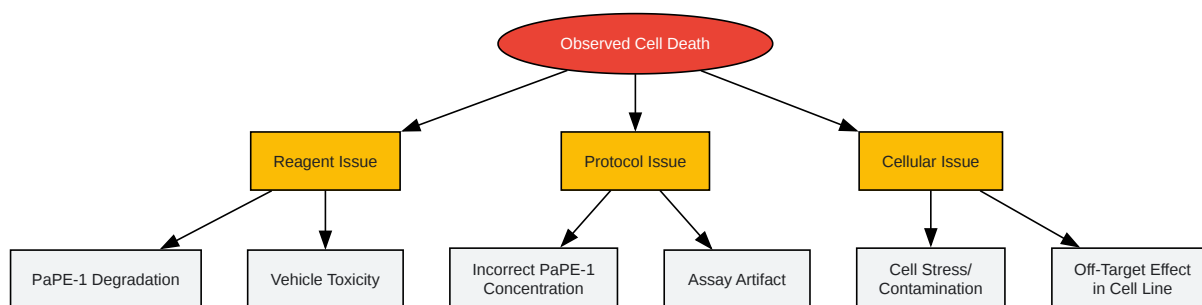 Observed Cell Death
Reagent Issue
Protocol Issue
Cellular Issue
PaPE-1 Degradation
Vehicle Toxicity
Incorrect PaPE-1
Concentration
Assay Artifact
Cell Stress/
Contamination
Off-Target Effect
in Cell Line